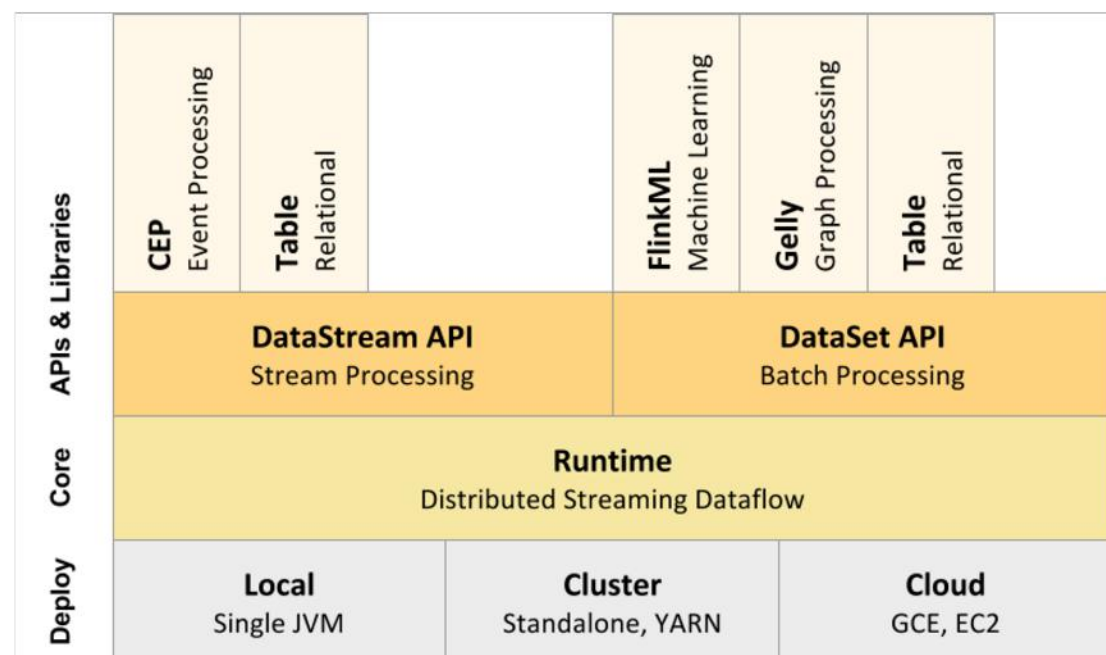 APIs & Libraries
CEP
Event Processing
Table
Relational
FlinkML
Machine Learning
Gelly
Graph Processing
Table
Relational
DataStream API
Stream Processing
DataSet API
Batch Processing
Core
Runtime
Distributed Streaming Dataflow
Deploy
Local
Single JVM
Cluster
Standalone, YARN
Cloud
GCE, EC2